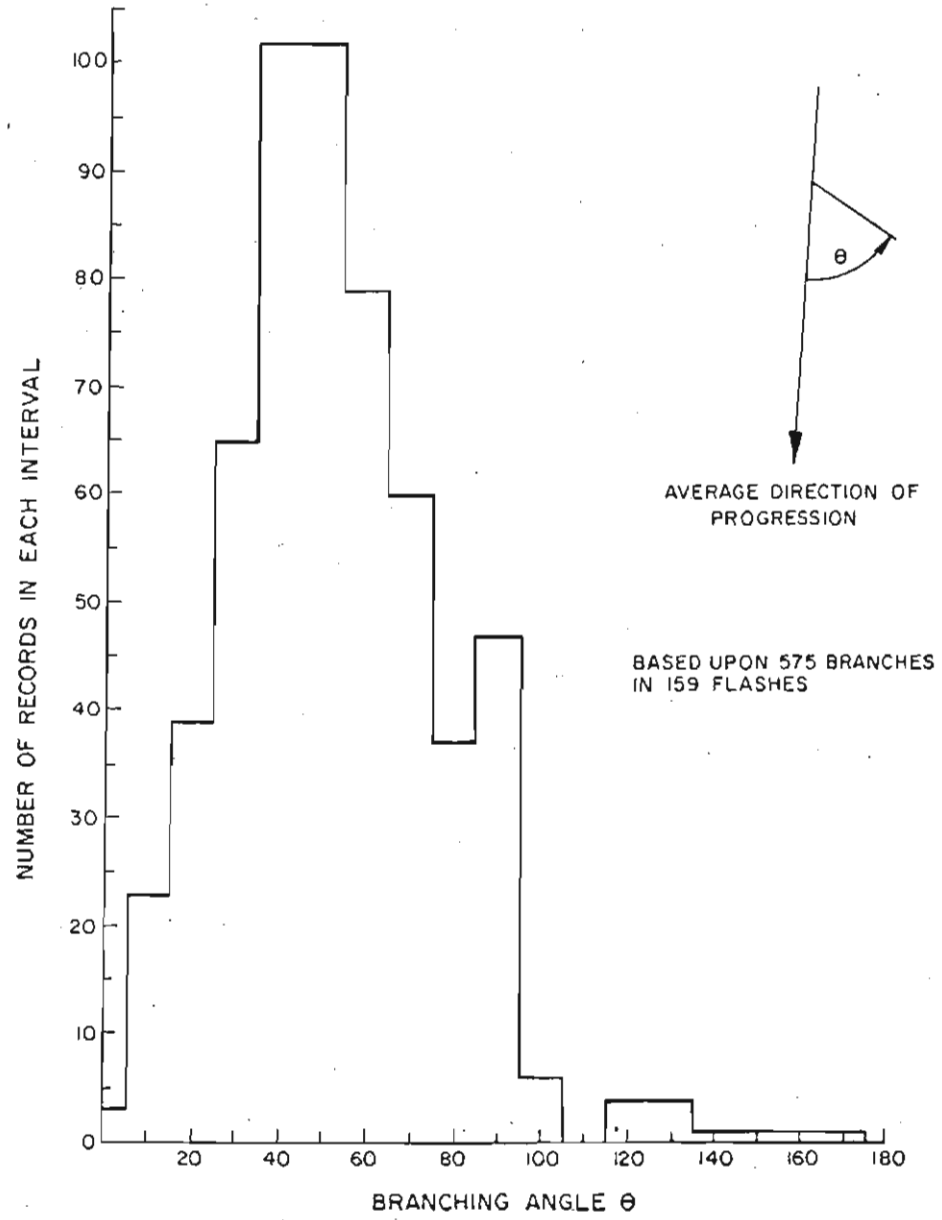 NUMBER OF RECORDS IN EACH INTERVAL
100
90
80
70
60
50
40
30
20
10
0
20
40
60
80
100
120
140
160
180
BRANCHING ANGLE θ
θ
AVERAGE DIRECTION OF
PROGRESSION
BASED UPON 575 BRANCHES
IN 159 FLASHES